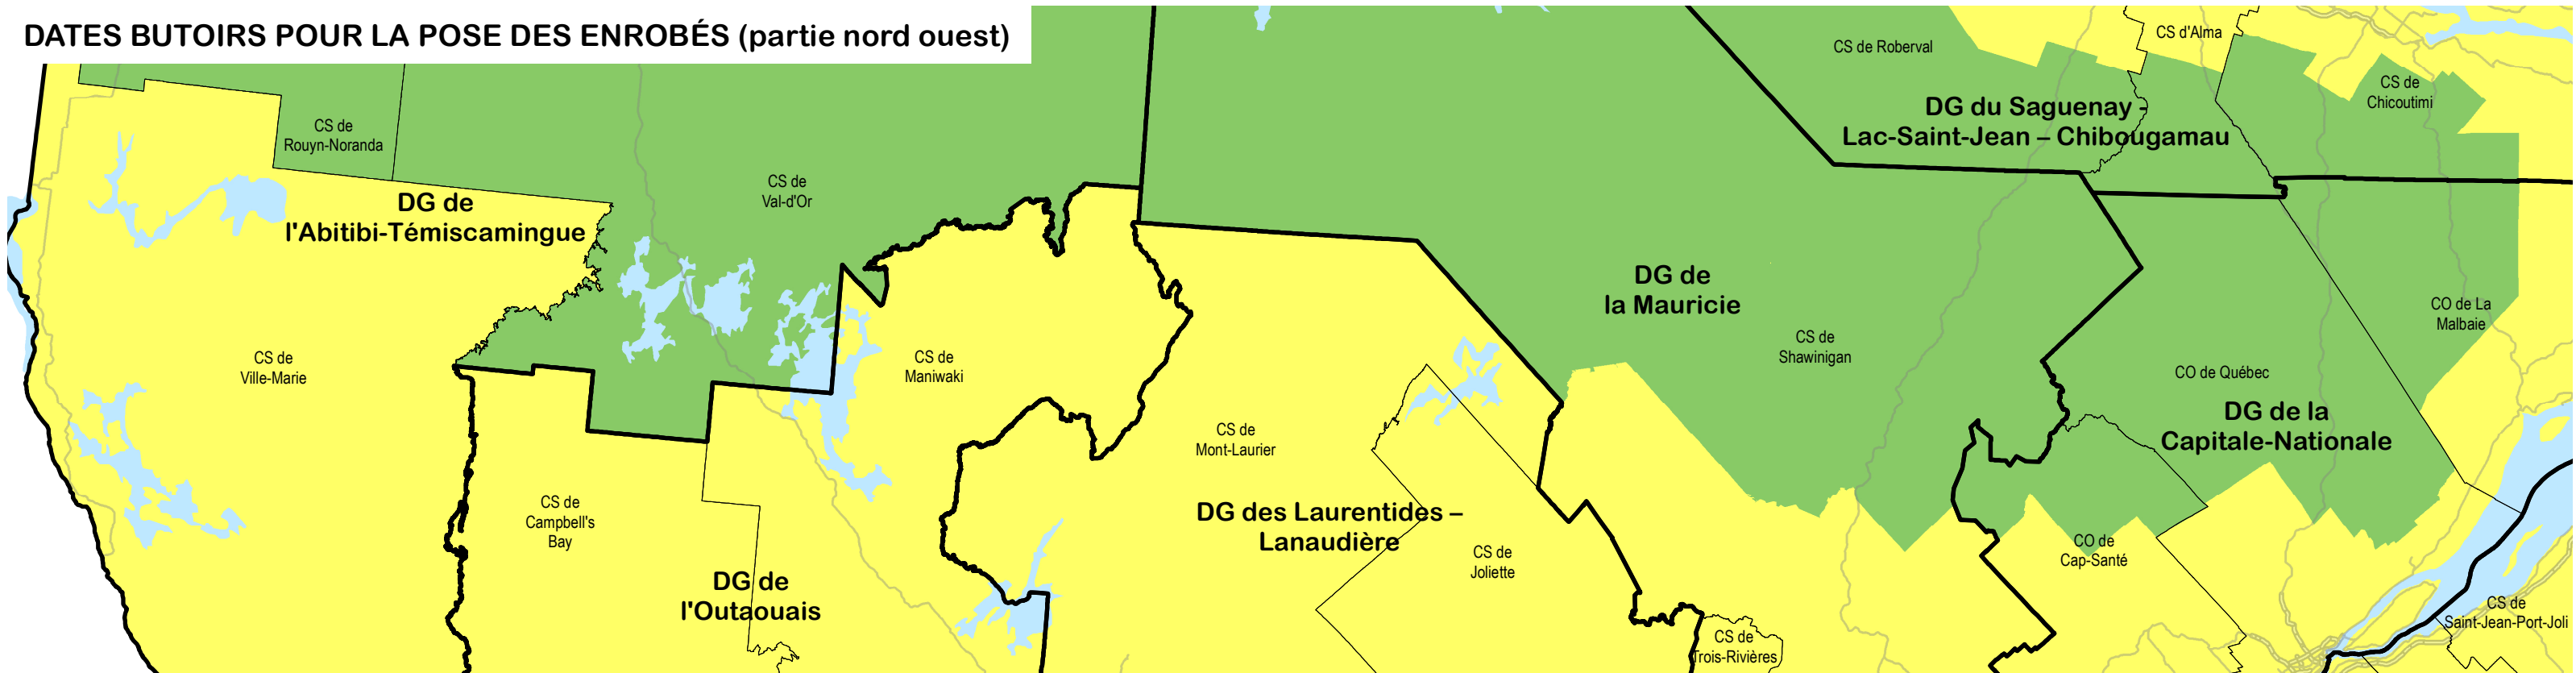 DATES BUTOIRS POUR LA POSE DES ENROBÉS (partie nord ouest)
CS d'Alma
CS de Roberval
CS de
Chicoutimi
DG du Saguenay -
Lac-Saint-Jean – Chibougamau
CS de
Rouyn-Noranda
CS de
Val-d'Or
DG de
l'Abitibi-Témiscamingue
DG de
la Mauricie
CO de La
Malbaie
CS de
Shawinigan
CS de
Ville-Marie
CS de
Maniwaki
CO de Québec
DG de la
Capitale-Nationale
CS de
Mont-Laurier
CS de
Campbell's
Bay
DG des Laurentides –
Lanaudière
CS de
Joliette
CO de
Cap-Santé
DG de
l'Outaouais
CS de
Saint-Jean-Port-Joli
CS de
Trois-Rivières